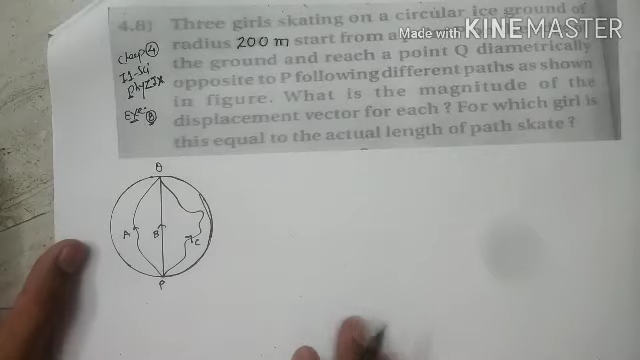 4.8) Three girls skating on a circular ice ground of
radius 200 m start from a
the ground and reach a point Q diametrically
opposite to P following different paths as shown
in figure. What is the magnitude of the
displacement vector for each ? For which girl is
this equal to the actual length of path skate ?
Made with KINEMASTER
Chap 4
Exe:
8
Q
A B C
P